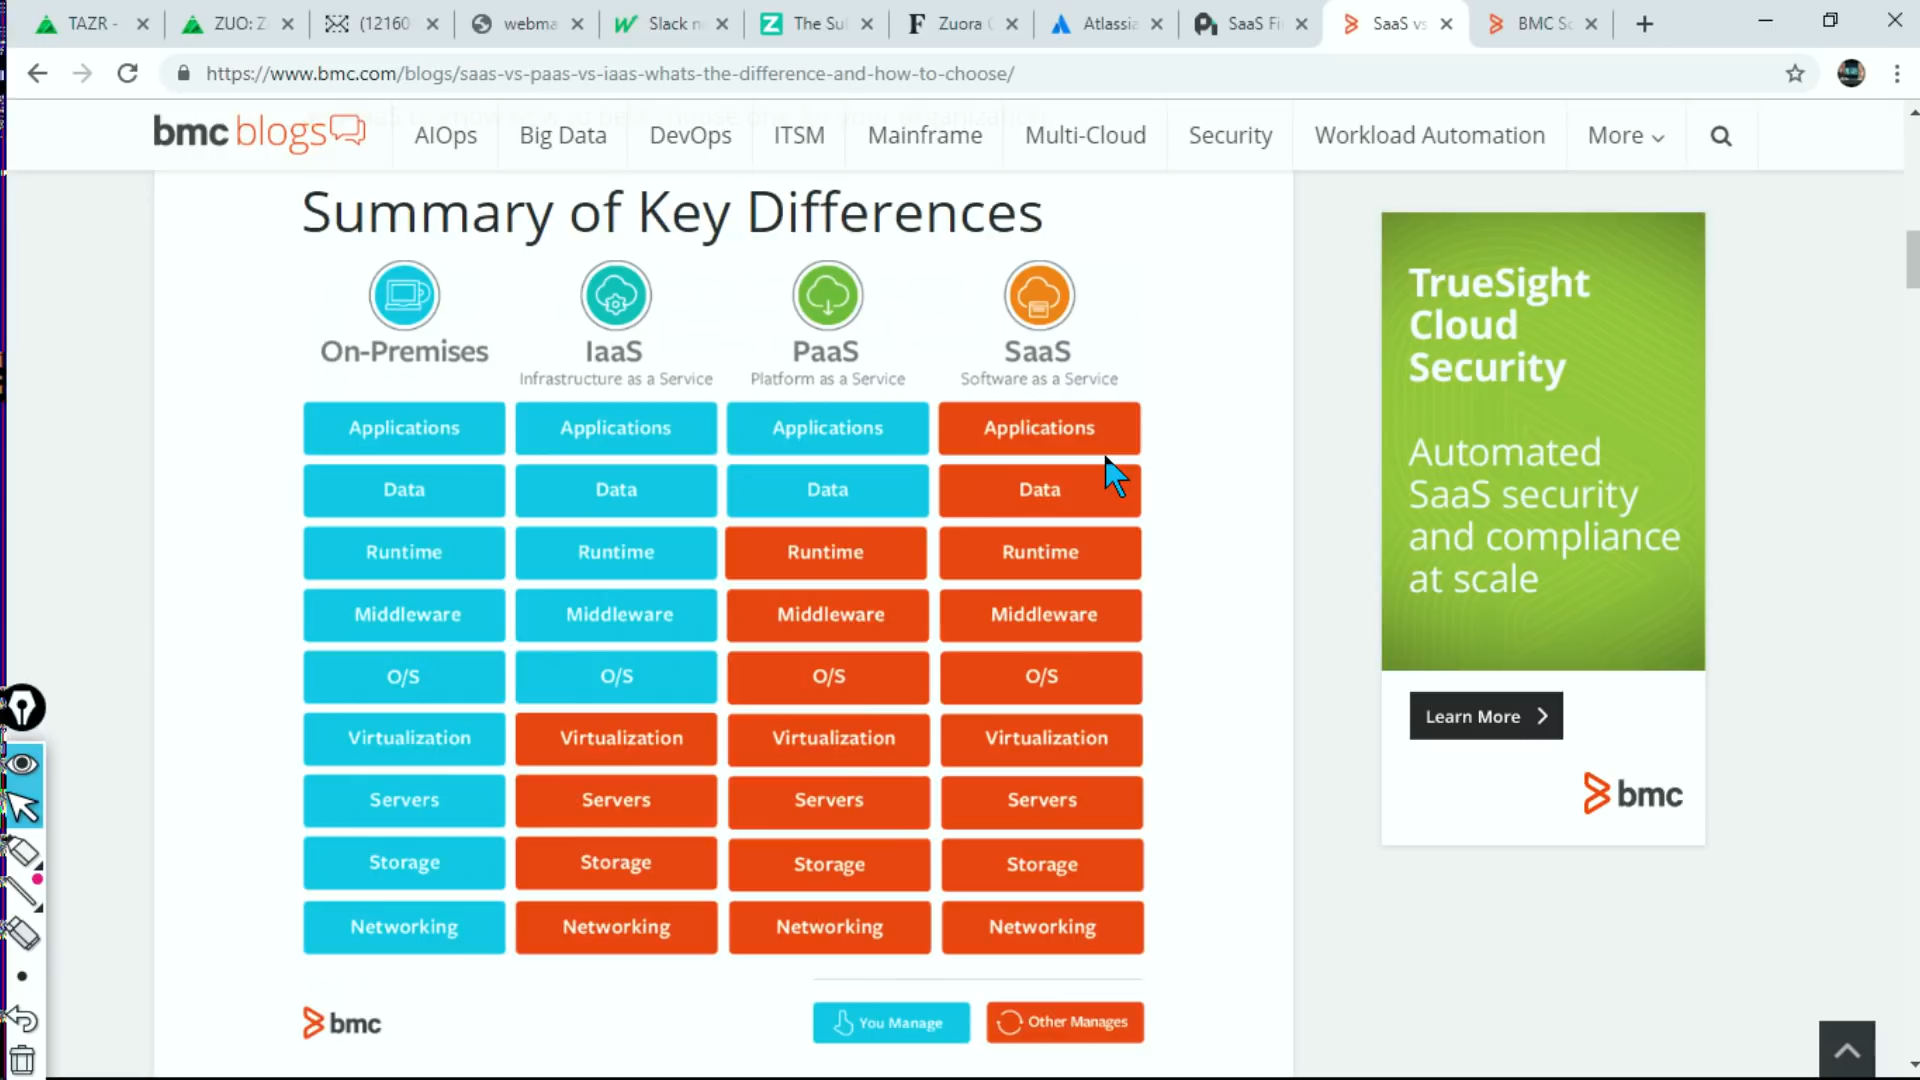 TAZR -
ZUO: Z
(12160
webma
Slack n
The Su
Zuora
Atlassia
SaaS Fi
SaaS vs
BMC Sc
https://www.bmc.com/blogs/saas-vs-paas-vs-iaas-whats-the-difference-and-how-to-choose/
bmc blogs
AIOps
Big Data
DevOps
ITSM
Mainframe
Multi-Cloud
Security
Workload Automation
More
Summary of Key Differences
On-Premises
IaaS
Infrastructure as a Service
PaaS
Platform as a Service
SaaS
Software as a Service
Applications Applications Applications Applications
Data Data Data Data
Runtime Runtime Runtime Runtime
Middleware Middleware Middleware Middleware
O/S O/S O/S O/S
Virtualization Virtualization Virtualization Virtualization
Servers Servers Servers Servers
Storage Storage Storage Storage
Networking Networking Networking Networking
bmc
You Manage
Other Manages
TrueSight
Cloud
Security
Automated
SaaS security
and compliance
at scale
Learn More
bmc